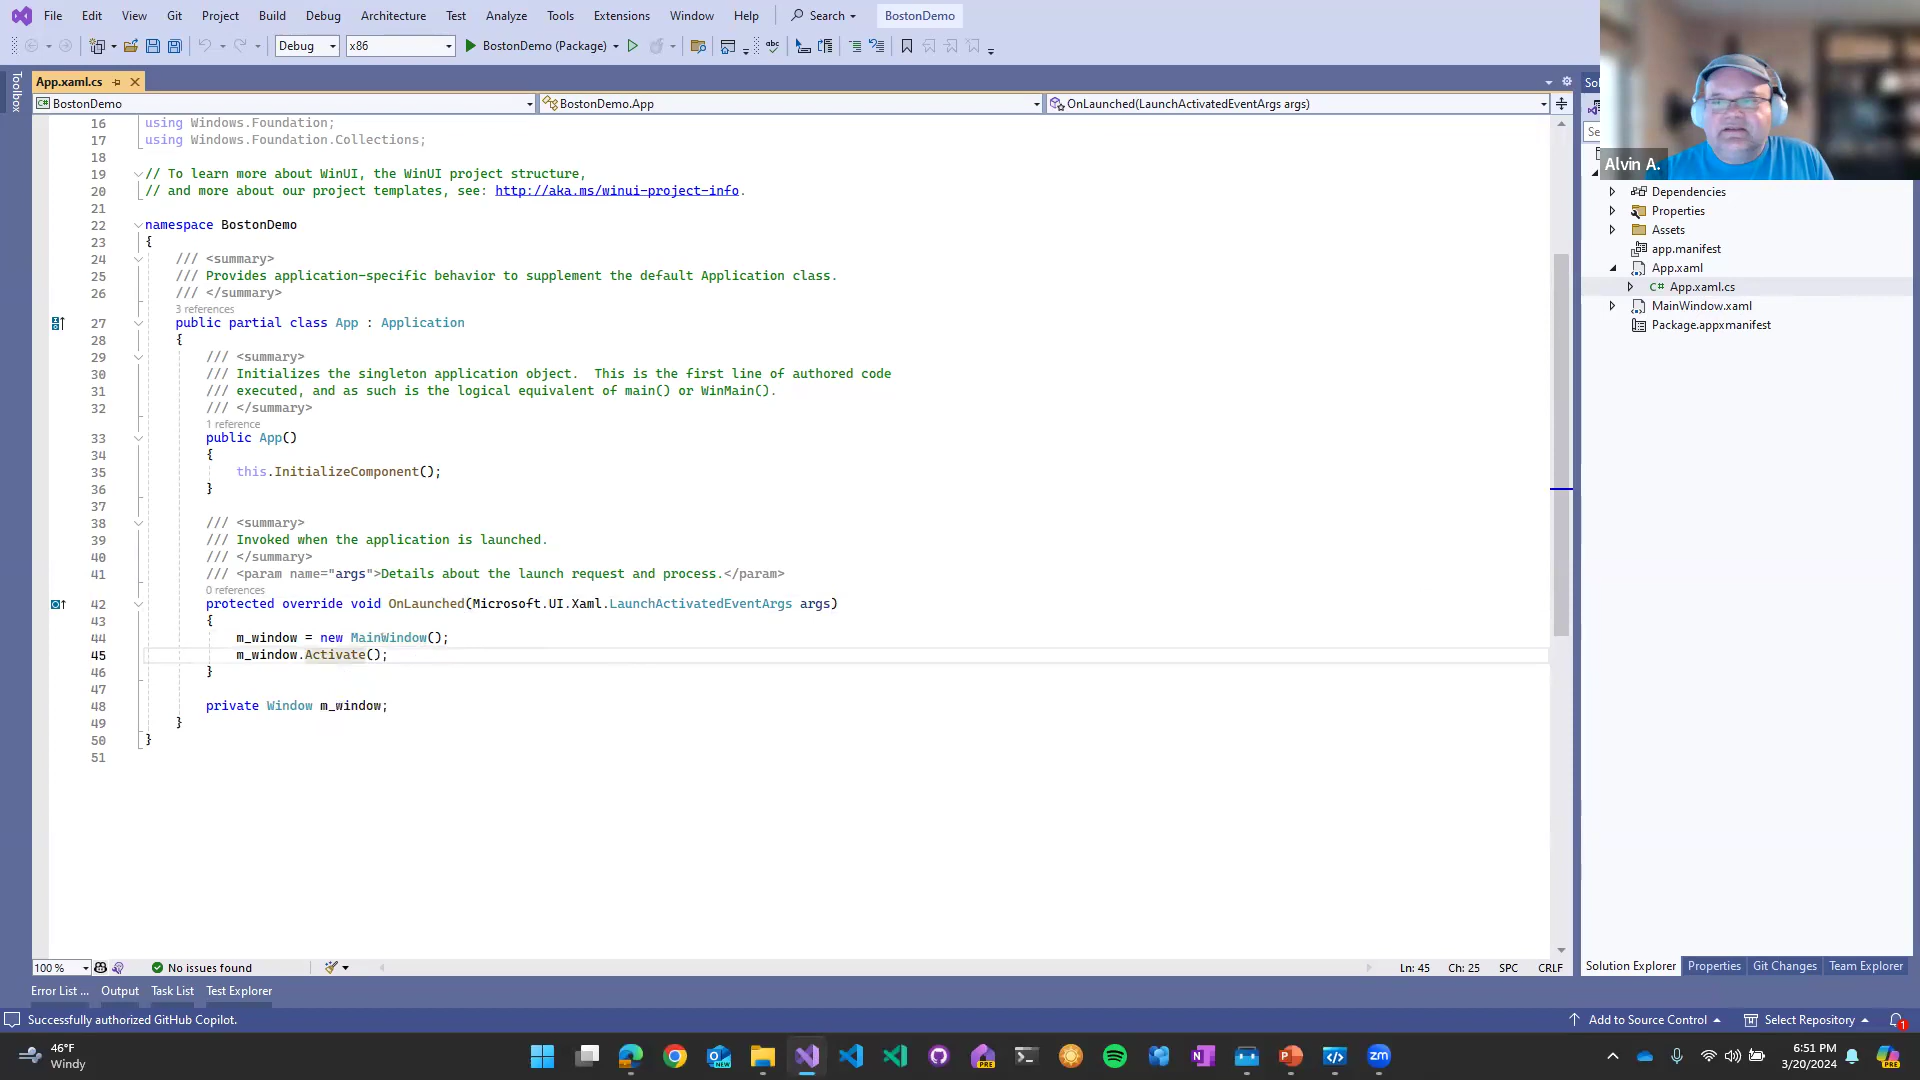 File Edit View Git Project Build Debug Architecture Test Analyze Tools Extensions Window Help Search BostonDemo
Debug x86 BostonDemo (Package)
Toolbox
App.xaml.cs
BostonDemo BostonDemo.App OnLaunched(LaunchActivatedEventArgs args)
16 using Windows.Foundation;
17 using Windows.Foundation.Collections;
18
19 // To learn more about WinUI, the WinUI project structure,
20 // and more about our project templates, see: http://aka.ms/winui-project-info.
21
22 namespace BostonDemo
23 {
24 /// <summary>
25 /// Provides application-specific behavior to supplement the default Application class.
26 /// </summary>
3 references
27 public partial class App : Application
28 {
29 /// <summary>
30 /// Initializes the singleton application object.  This is the first line of authored code
31 /// executed, and as such is the logical equivalent of main() or WinMain().
32 /// </summary>
1 reference
33 public App()
34 {
35 this.InitializeComponent();
36 }
37
38 /// <summary>
39 /// Invoked when the application is launched.
40 /// </summary>
41 /// <param name="args">Details about the launch request and process.</param>
0 references
42 protected override void OnLaunched(Microsoft.UI.Xaml.LaunchActivatedEventArgs args)
43 {
44 m_window = new MainWindow();
45 m_window.Activate();
46 }
47
48 private Window m_window;
49 }
50 }
51
100 % No issues found Ln: 45 Ch: 25 SPC CRLF
Alvin A.
Dependencies
Properties
Assets
app.manifest
App.xaml
C# App.xaml.cs
MainWindow.xaml
Package.appxmanifest
Solution Explorer Properties Git Changes Team Explorer
Error List ... Output Task List Test Explorer
Successfully authorized GitHub Copilot. Add to Source Control Select Repository 1
46°F
Windy
6:51 PM
3/20/2024